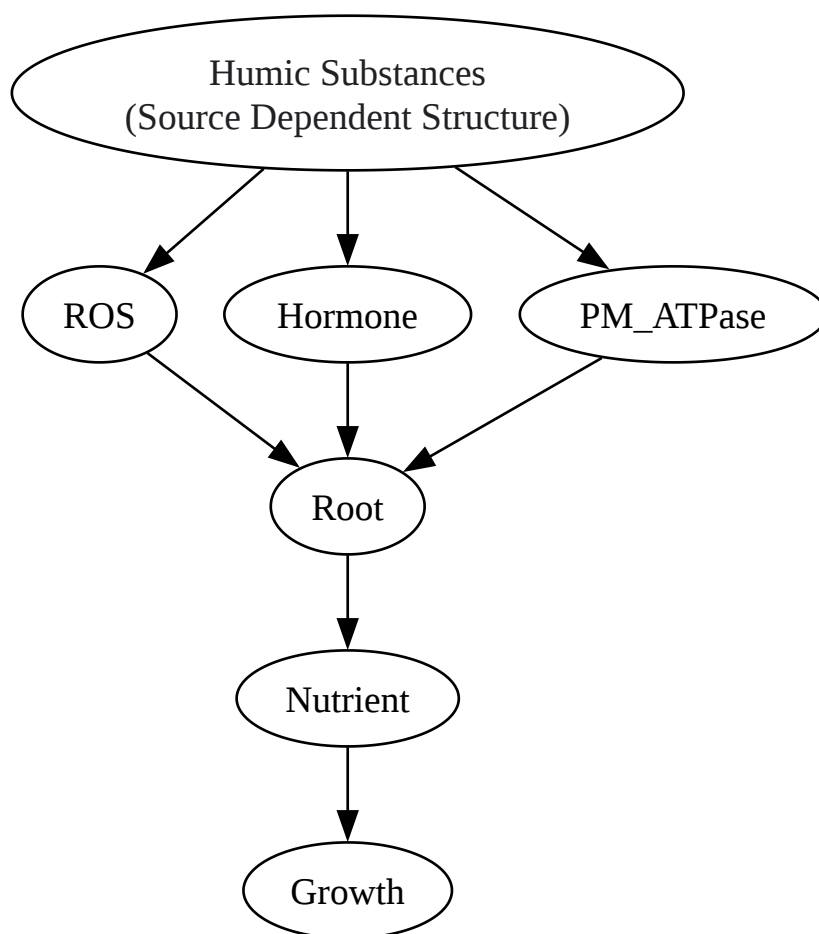 Humic Substances
(Source Dependent Structure)
ROS
Hormone
PM_ATPase
Root
Nutrient
Growth